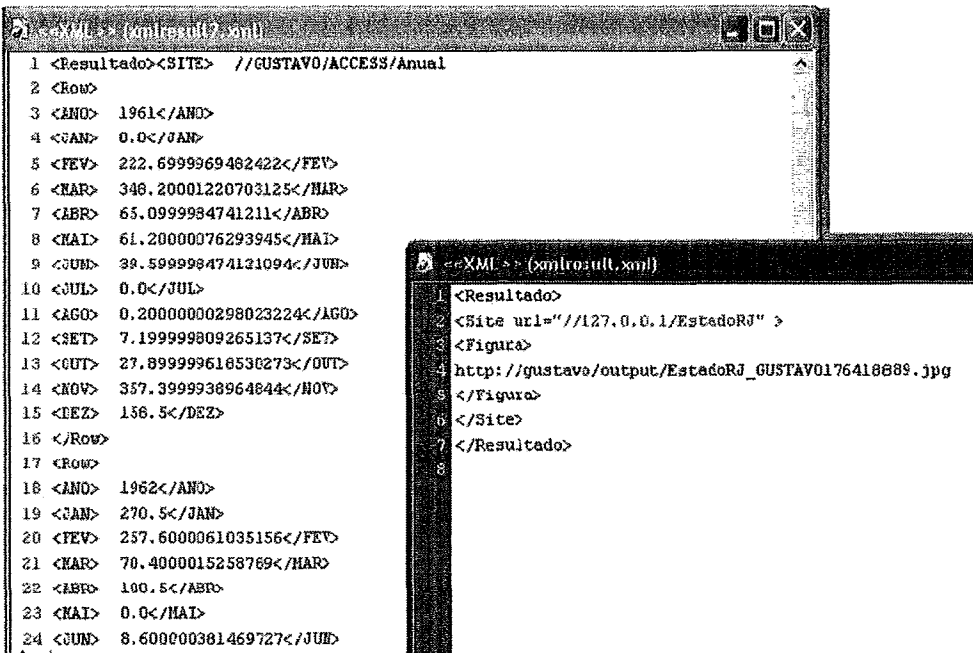 <<XML>> (xmlresult2.xml)
1 <Resultado><SITE> //GUSTAVO/ACCESS/Anual
2 <Row>
3 <ANO> 1961</ANO>
4 <JAN> 0.0</JAN>
5 <FEV> 222.6999969482422</FEV>
6 <MAR> 348.20001220703125</MAR>
7 <ABR> 65.0999984741211</ABR>
8 <MAI> 61.20000076293945</MAI>
9 <JUN> 39.599998474121094</JUN>
10 <JUL> 0.0</JUL>
11 <AGO> 0.20000000298023224</AGO>
12 <SET> 7.199999809265137</SET>
13 <OUT> 27.899999618530273</OUT>
14 <NOV> 357.3999938964844</NOV>
15 <DEZ> 158.5</DEZ>
16 </Row>
17 <Row>
18 <ANO> 1962</ANO>
19 <JAN> 270.5</JAN>
20 <FEV> 257.6000061035156</FEV>
21 <MAR> 70.4000015258789</MAR>
22 <ABR> 100.5</ABR>
23 <MAI> 0.0</MAI>
24 <JUN> 8.600000381469727</JUN>
<<XML>> (xmlresult.xml)
1 <Resultado>
2 <Site url="//127.0.0.1/EstadoRJ" >
3 <Figura>
4 http://gustavo/output/EstadoRJ_GUSTAVO176418889.jpg
5 </Figura>
6 </Site>
7 </Resultado>
8